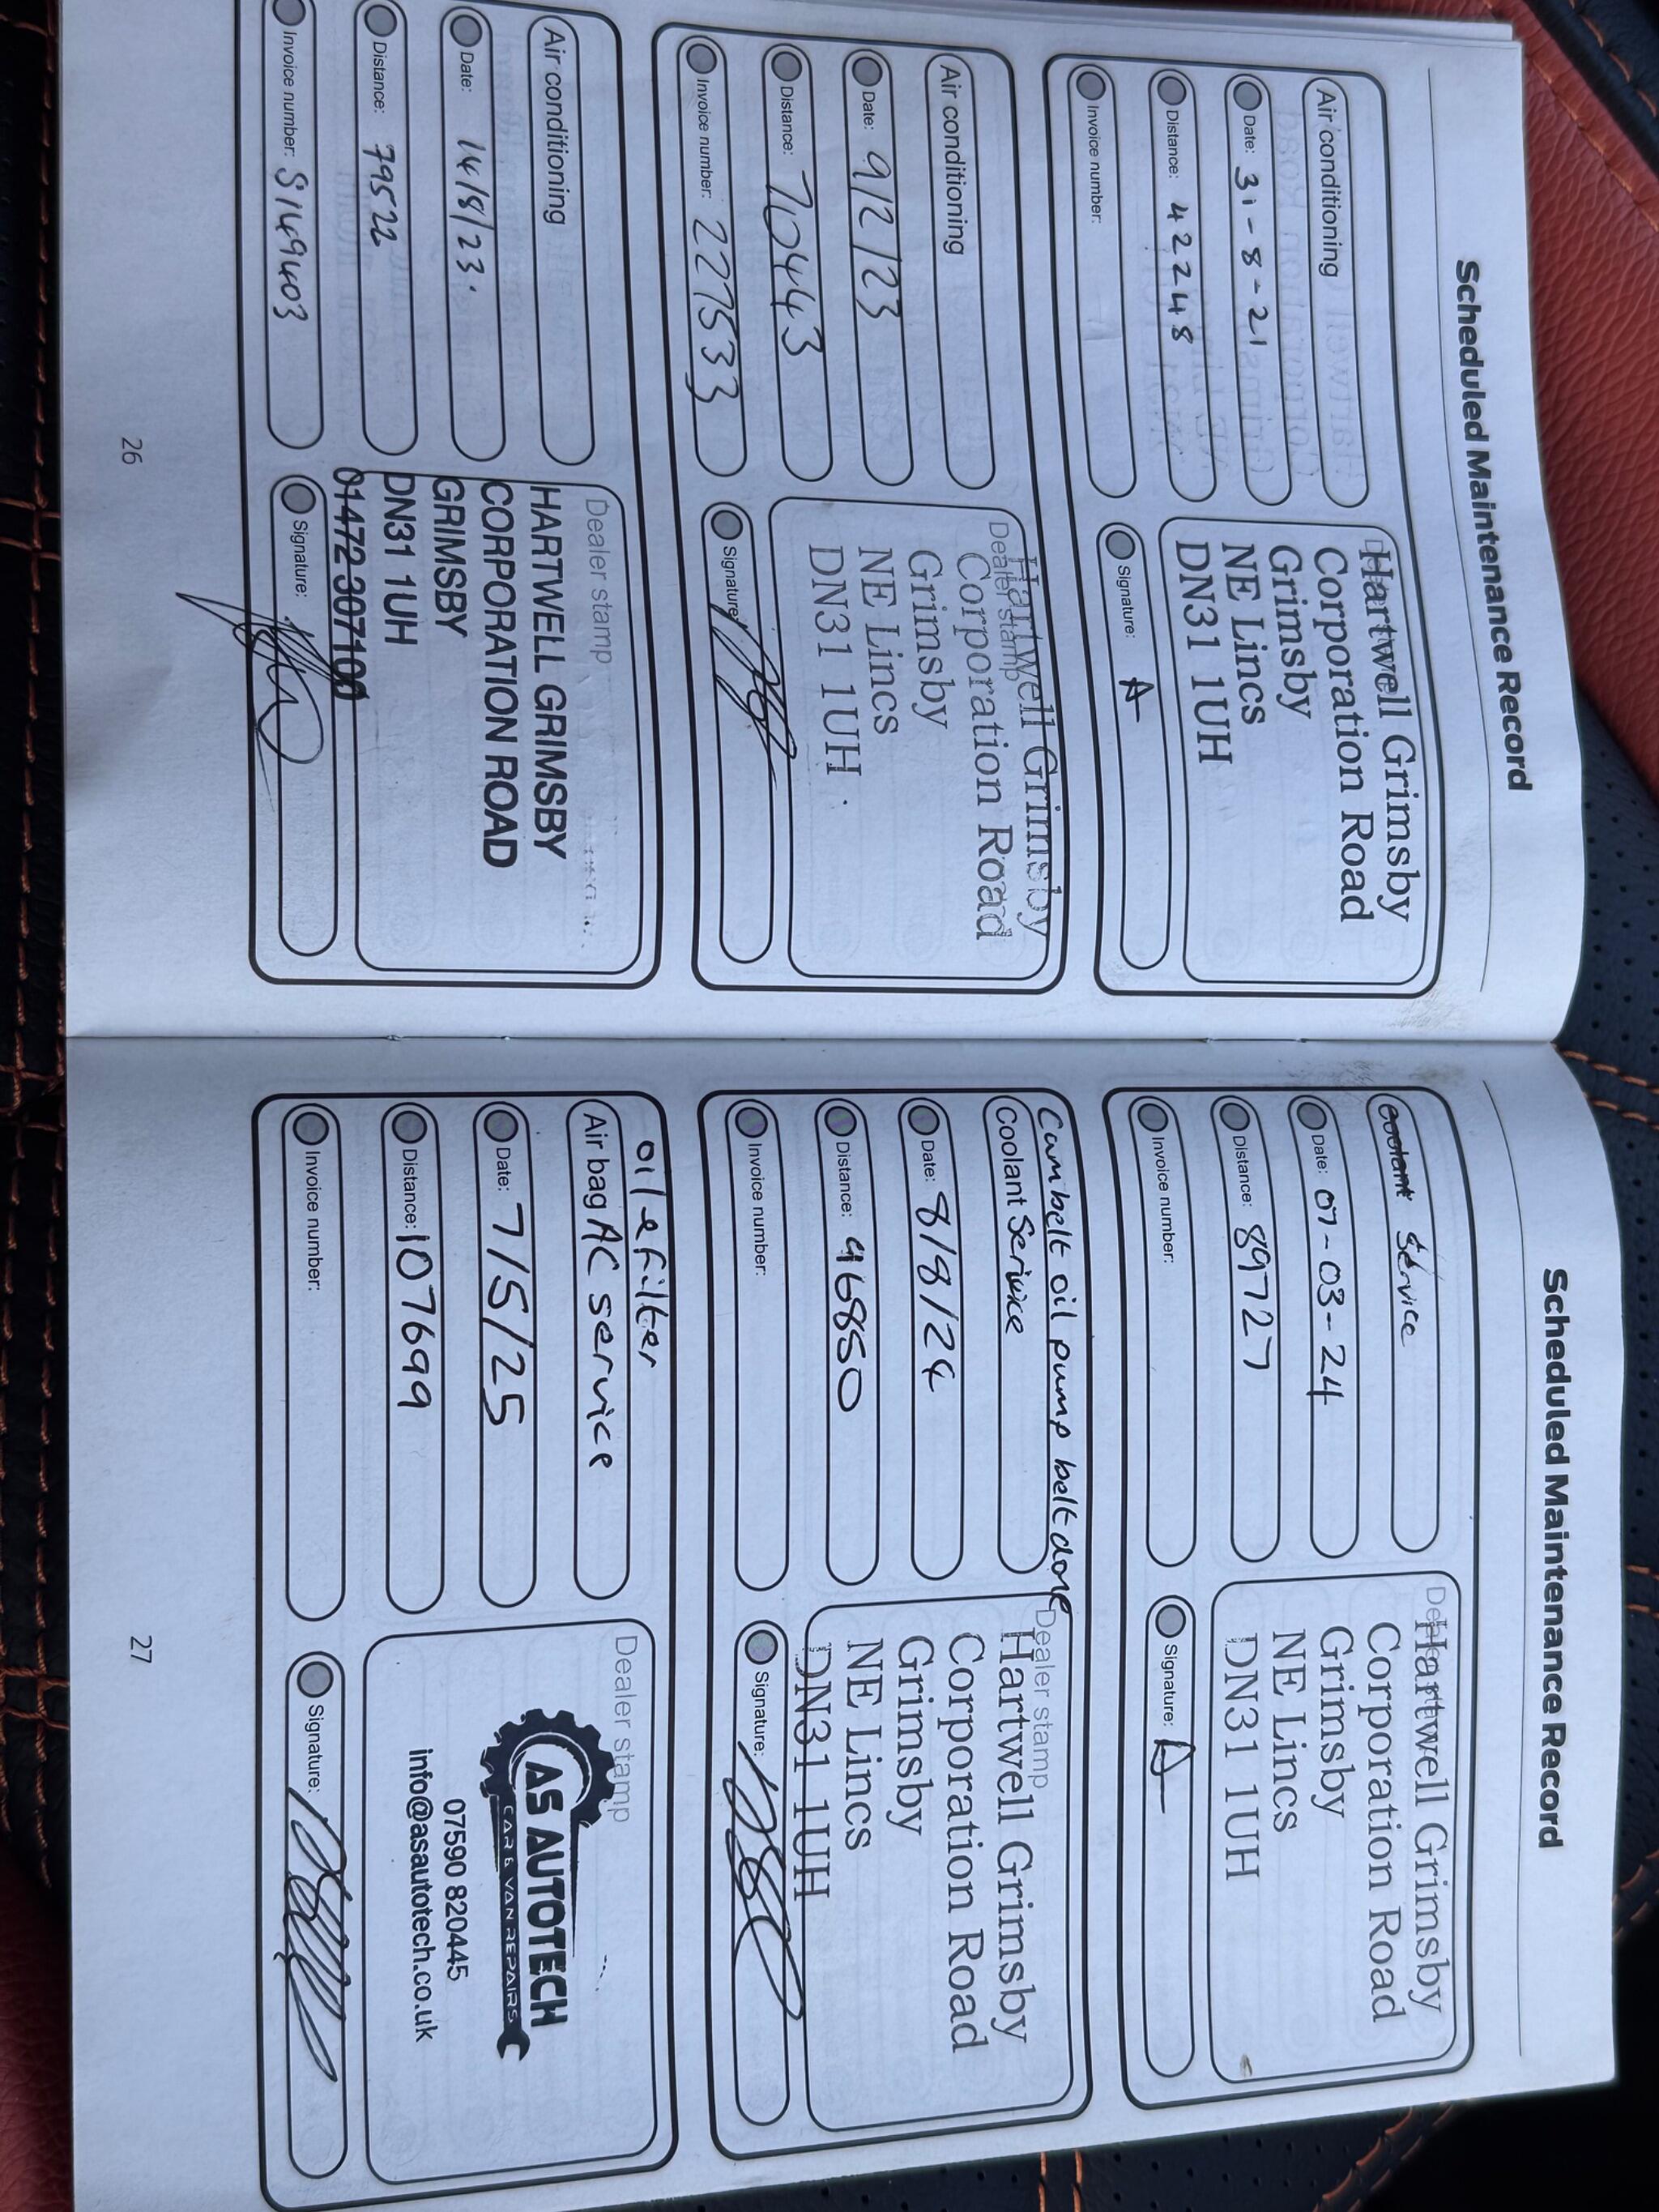 Scheduled Maintenance Record
Air conditioning
Date: 31-8-21
Distance: 42248
Invoice number:
Hartwell Grimsby
Corporation Road
Grimsby
NE Lincs
DN31 1UH
Signature: A
Air conditioning
Date: 9/2/23
Distance: 70443
Invoice number: 227533
Dealer stamp
Hartwell Grimsby
Corporation Road
Grimsby
NE Lincs
DN31 1UH
Signature:
Air conditioning
Date: 14/8/23
Distance: 79522
Invoice number: S149403
Dealer stamp
HARTWELL GRIMSBY
CORPORATION ROAD
GRIMSBY
DN31 1UH
01472 307100
Signature:
26
Scheduled Maintenance Record
Coolant Service
Date: 07-03-24
Distance: 89727
Invoice number:
Hartwell Grimsby
Corporation Road
Grimsby
NE Lincs
DN31 1UH
Signature: A
Cambelt oil pump belt done
Coolant Serivice
Date: 8/8/24
Distance: 96850
Invoice number:
Dealer stamp
Hartwell Grimsby
Corporation Road
Grimsby
NE Lincs
DN31 1UH
Signature:
oil e filter
Air bag AC service
Date: 7/5/25
Distance: 107699
Invoice number:
Dealer stamp
AS AUTOTECH
CAR & VAN REPAIRS
07590 820445
info@asautotech.co.uk
Signature:
27